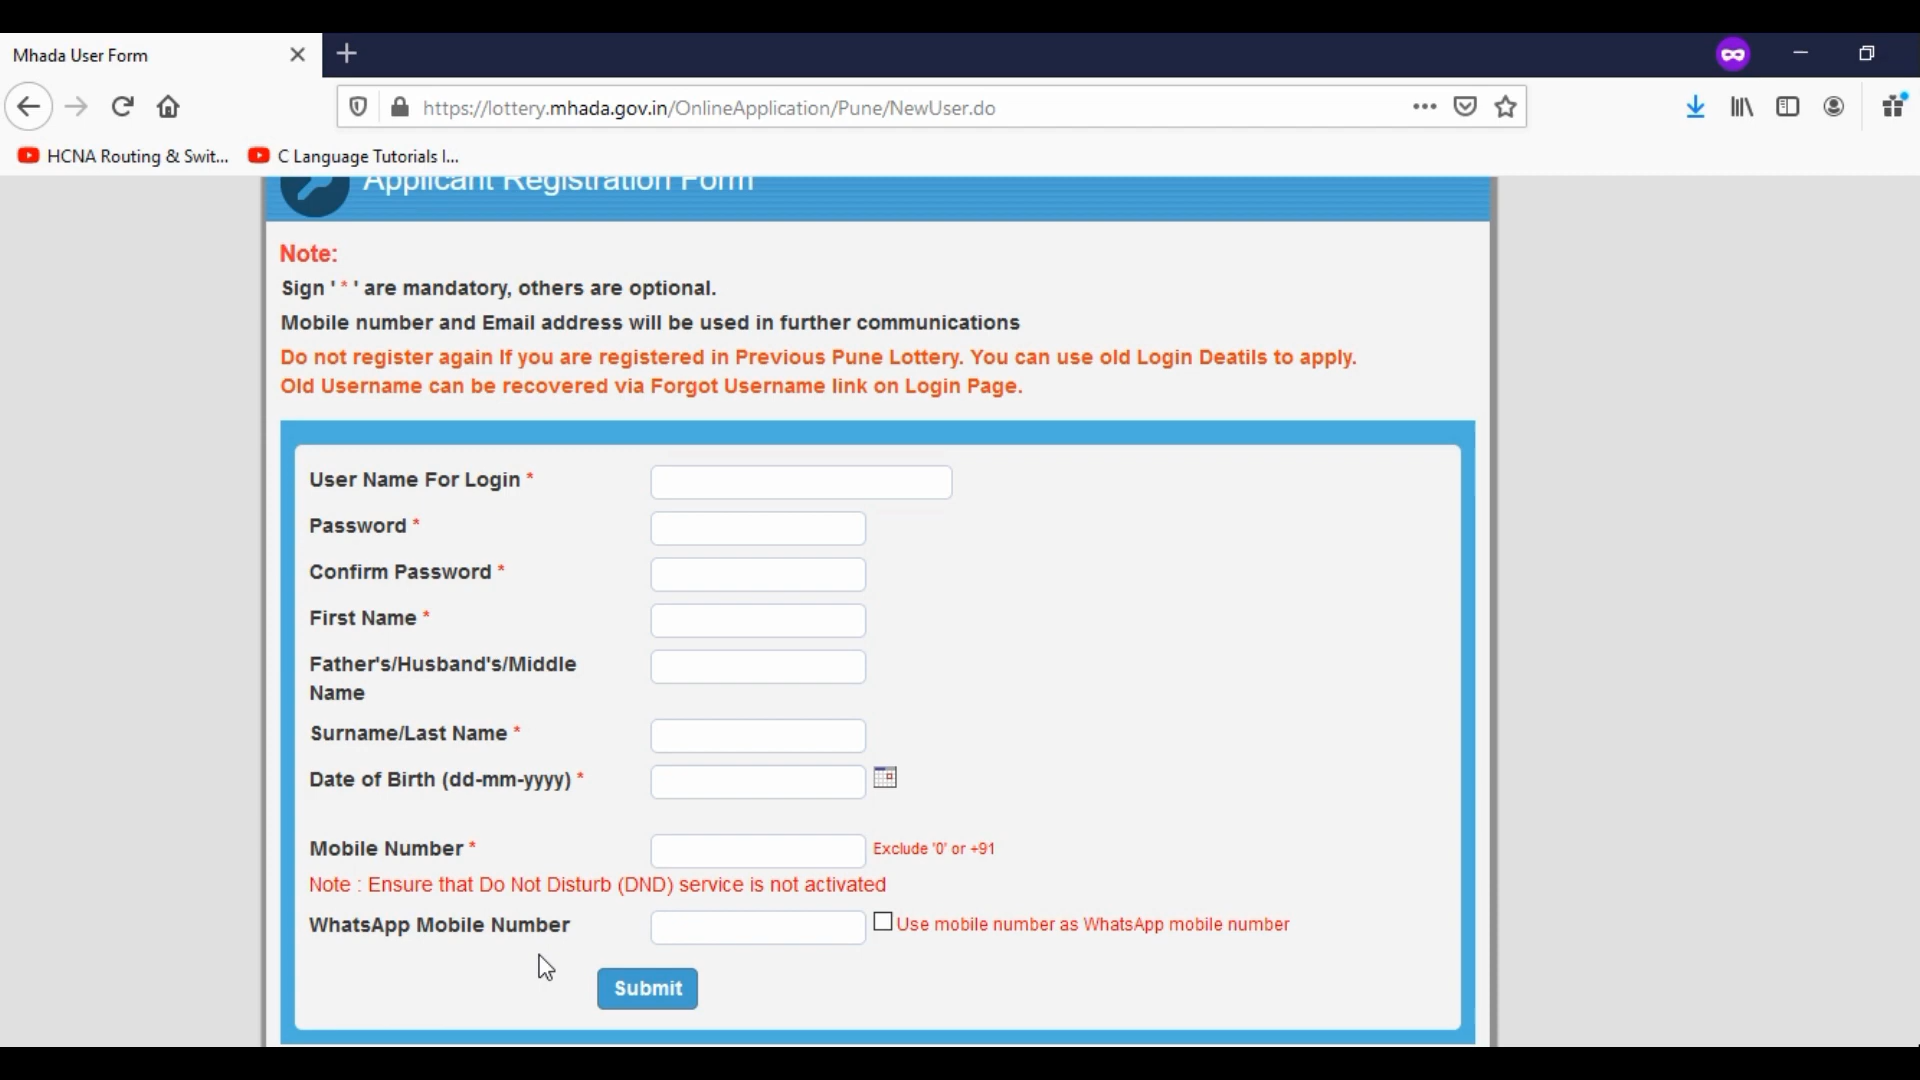 Mhada User Form
https://lottery.mhada.gov.in/OnlineApplication/Pune/NewUser.do
HCNA Routing & Swit... C Language Tutorials I...
Applicant Registration Form
Note:
Sign ' * ' are mandatory, others are optional.
Mobile number and Email address will be used in further communications
Do not register again If you are registered in Previous Pune Lottery. You can use old Login Deatils to apply.
Old Username can be recovered via Forgot Username link on Login Page.
User Name For Login *
Password *
Confirm Password *
First Name *
Father's/Husband's/Middle
Name
Surname/Last Name *
Date of Birth (dd-mm-yyyy) *
Mobile Number * Exclude '0' or +91
Note : Ensure that Do Not Disturb (DND) service is not activated
WhatsApp Mobile Number Use mobile number as WhatsApp mobile number
Submit